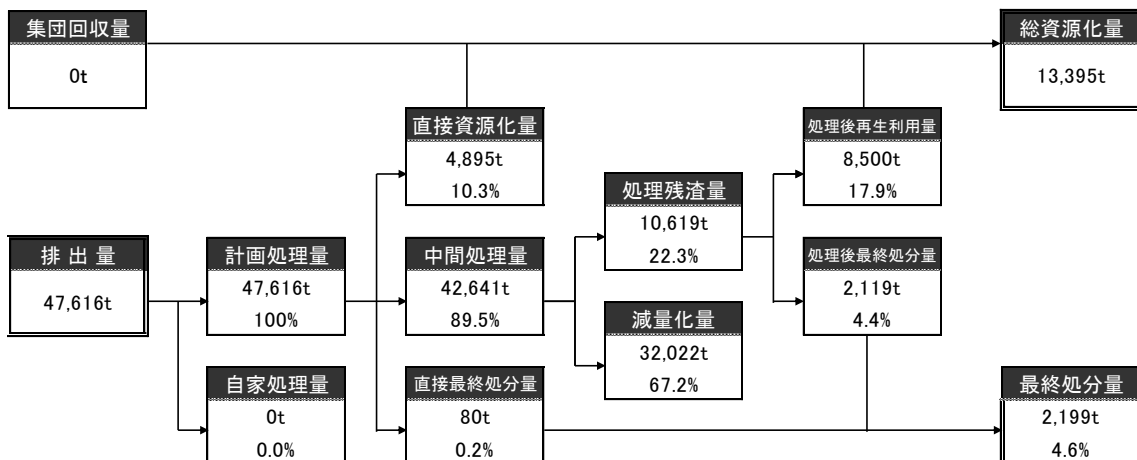 集団回収量
0t
総資源化量
13,395t
直接資源化量
4,895t
10.3%
処理後再生利用量
8,500t
17.9%
処理残渣量
10,619t
22.3%
排出量
47,616t
計画処理量
47,616t
100%
中間処理量
42,641t
89.5%
処理後最終処分量
2,119t
4.4%
減量化量
32,022t
67.2%
自家処理量
0t
0.0%
直接最終処分量
80t
0.2%
最終処分量
2,199t
4.6%